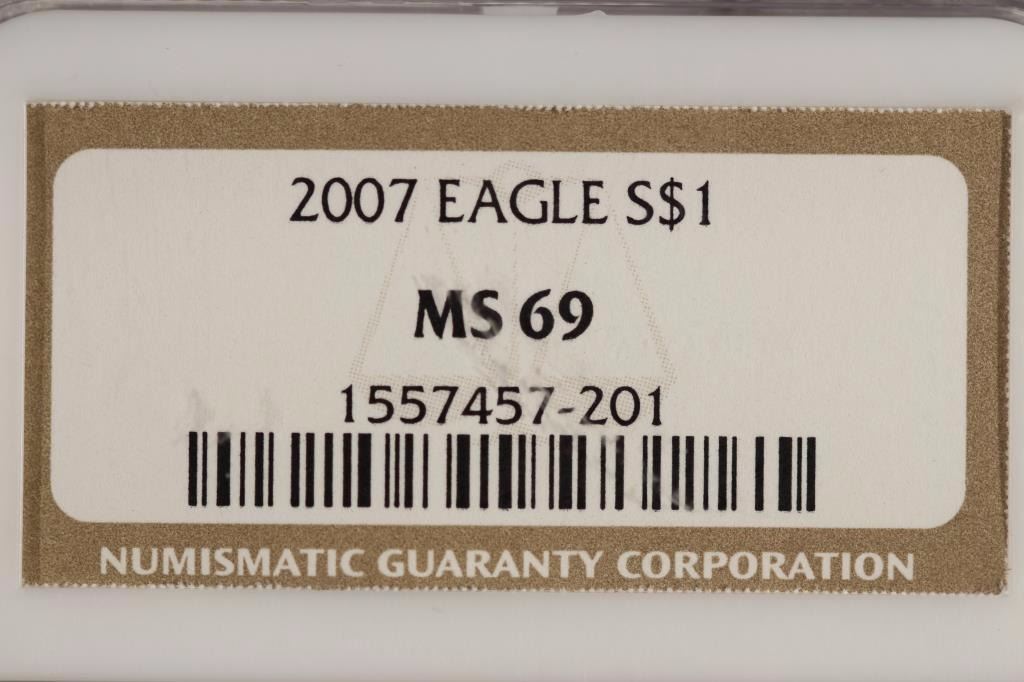 2007 EAGLE S$1
MS 69
1557457-201
NUMISMATIC GUARANTY CORPORATION